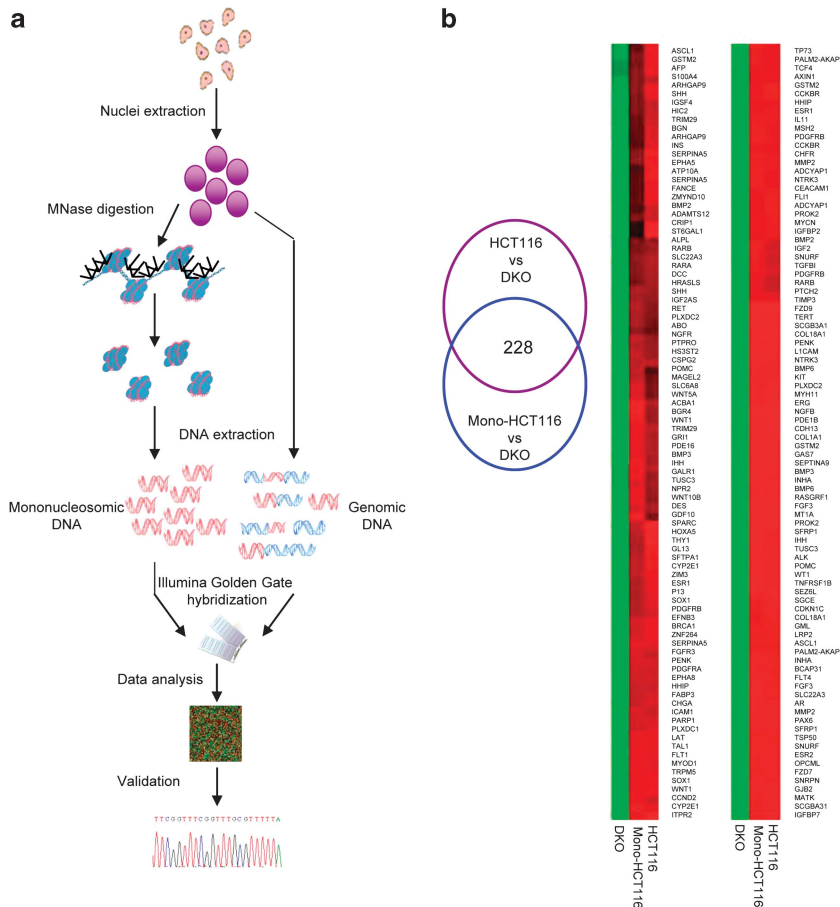 a
Nuclei extraction
MNase digestion
DNA extraction
Mononucleosomic
DNA
Genomic
DNA
Illumina Golden Gate
hybridization
Data analysis
Validation
TTCGGTTTCGGTTTGCGTTTTTA
b
HCT116
vs
DKO
228
Mono-HCT116
vs
DKO
ASCL1
GSTM2
AFP
S100A4
ARHGAP9
SHH
IGSF4
HIC2
TRIM29
BGN
ARHGAP9
INS
SERPINA5
EPHA5
ATP10A
SERPINA5
FANCE
ZMYND10
BMP2
ADAMTS12
CRIP1
ST6GAL1
ALPL
RARB
SLC22A3
RARA
DCC
HRASLS
SHH
IGF2AS
RET
PLXDC2
ABO
NGFR
PTPRO
HS3ST2
CSPG2
POMC
MAGEL2
SLC6A8
WNT5A
ACBA1
BGR4
WNT1
TRIM29
GRI1
PDE16
BMP3
IHH
GALR1
TUSC3
NPR2
WNT10B
DES
GDF10
SPARC
HOXA5
THY1
GL13
SFTPA1
CYP2E1
ZIM3
ESR1
P13
SOX1
PDGFRB
EFNB3
BRCA1
ZNF264
SERPINA5
FGFR3
PENK
PDGFRA
EPHA8
HHIP
FABP3
CHGA
ICAM1
PARP1
PLXDC1
LAT
TAL1
FLT1
MYOD1
TRPM5
SOX1
WNT1
CCND2
CYP2E1
ITPR2
DKO
Mono-HCT116
HCT116
TP73
PALM2-AKAP
TCF4
AXIN1
GSTM2
CCKBR
HHIP
ESR1
IL11
MSH2
PDGFRB
CCKBR
CHFR
MMP2
ADCYAP1
NTRK3
CEACAM1
FLI1
ADCYAP1
PROK2
MYCN
IGFBP2
BMP2
IGF2
SNURF
TGFBI
PDGFRB
RARB
PTCH2
TIMP3
FZD9
TERT
SCGB3A1
COL18A1
PENK
L1CAM
NTRK3
BMP6
KIT
PLXDC2
MYH11
ERG
NGFB
PDE1B
CDH13
COL1A1
GSTM2
GAS7
SEPTINA9
BMP3
INHA
BMP6
RASGRF1
FGF3
MT1A
PROK2
SFRP1
IHH
TUSC3
ALK
POMC
WT1
TNFRSF1B
SEZ6L
SGCE
CDKN1C
COL18A1
GML
LRP2
ASCL1
PALM2-AKAP
INHA
BCAP31
FLT4
FGF3
SLC22A3
AR
MMP2
PAX6
SFRP1
TSP50
SNURF
ESR2
OPCML
FZD7
SNRPN
GJB2
MATK
SCGBA31
IGFBP7
DKO
Mono-HCT116
HCT116